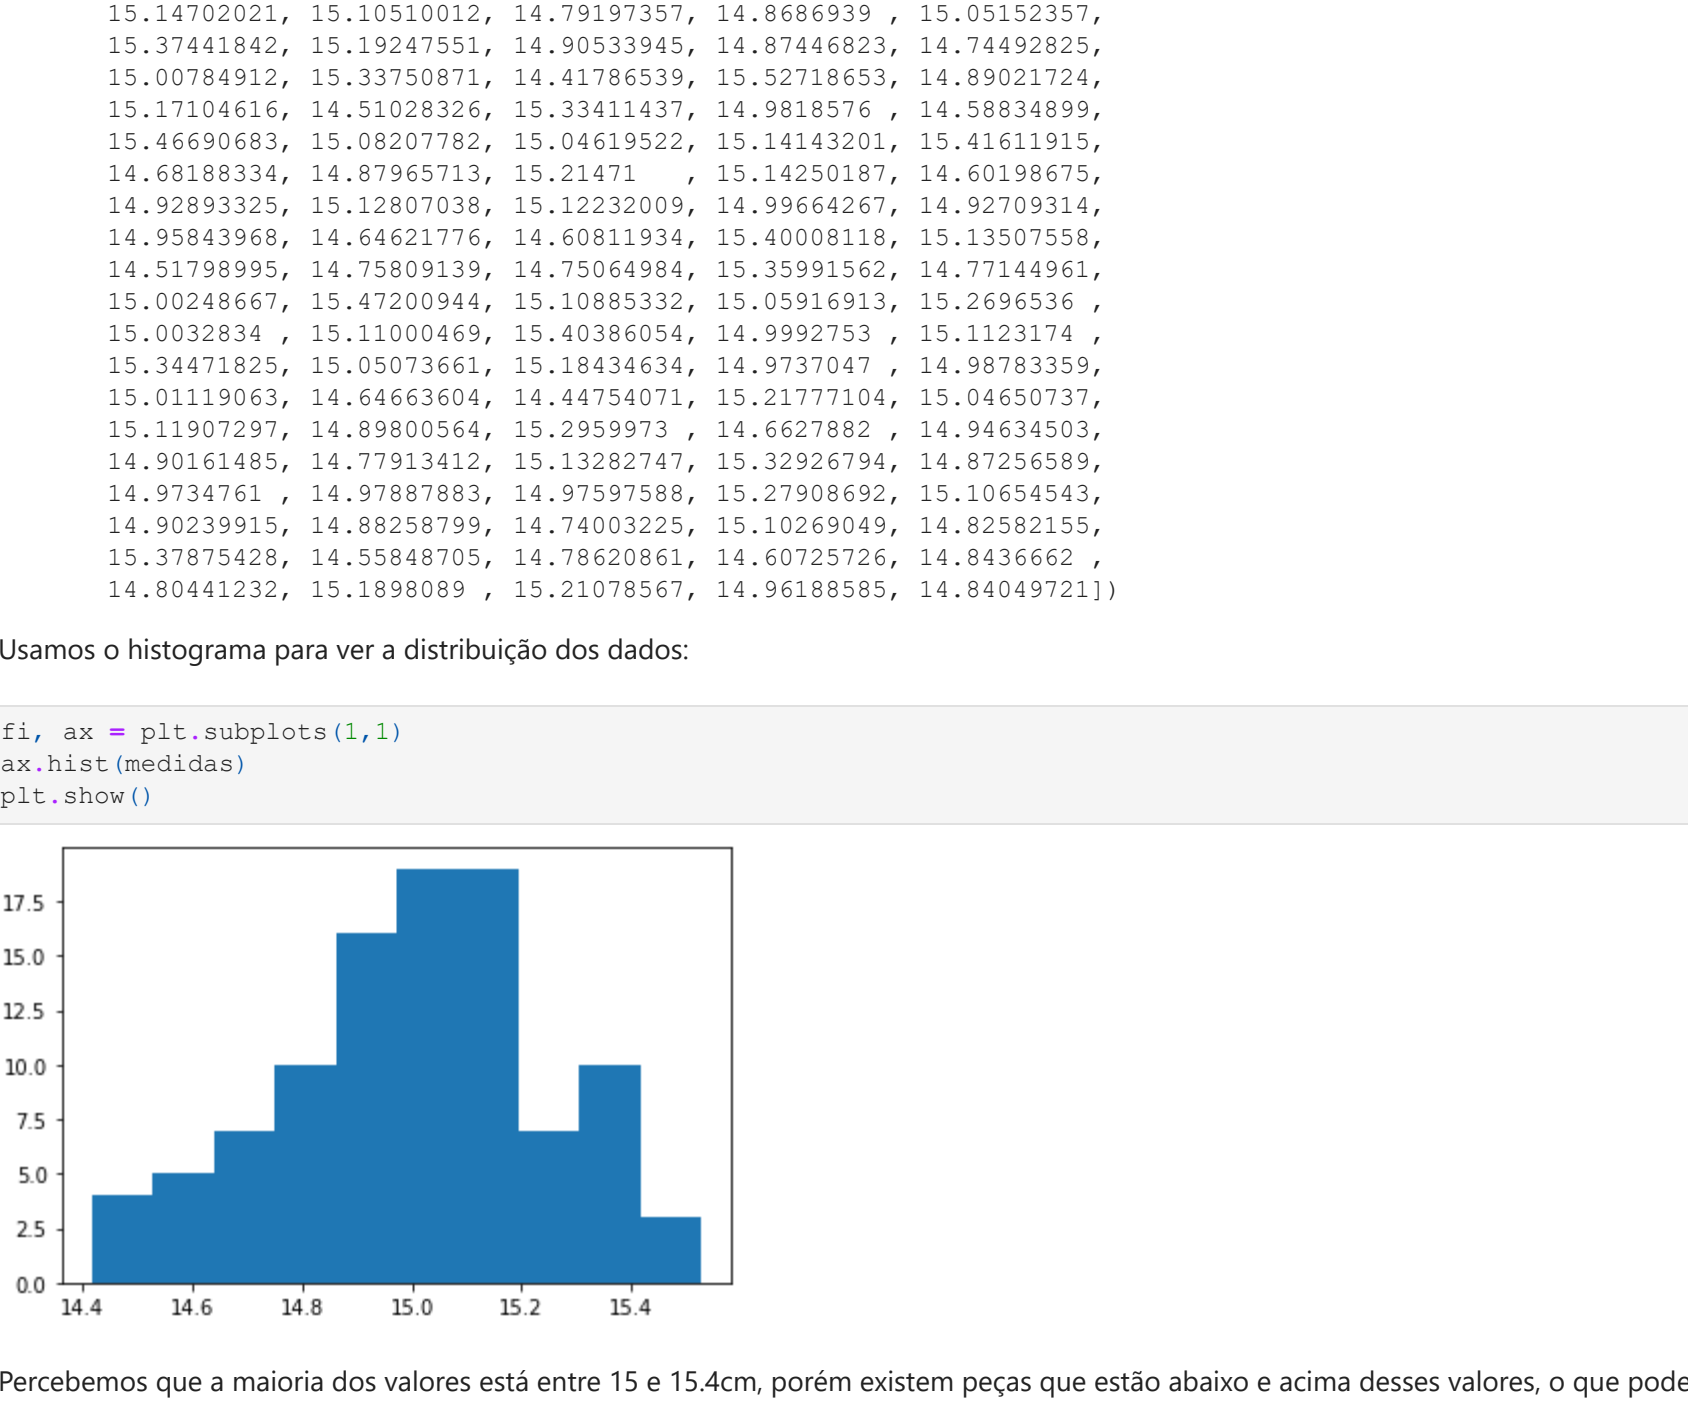 15.14702021, 15.10510012, 14.79197357, 14.8686939 , 15.05152357,
15.37441842, 15.19247551, 14.90533945, 14.87446823, 14.74492825,
15.00784912, 15.33750871, 14.41786539, 15.52718653, 14.89021724,
15.17104616, 14.51028326, 15.33411437, 14.9818576 , 14.58834899,
15.46690683, 15.08207782, 15.04619522, 15.14143201, 15.41611915,
14.68188334, 14.87965713, 15.21471   , 15.14250187, 14.60198675,
14.92893325, 15.12807038, 15.12232009, 14.99664267, 14.92709314,
14.95843968, 14.64621776, 14.60811934, 15.40008118, 15.13507558,
14.51798995, 14.75809139, 14.75064984, 15.35991562, 14.77144961,
15.00248667, 15.47200944, 15.10885332, 15.05916913, 15.2696536 ,
15.0032834 , 15.11000469, 15.40386054, 14.9992753 , 15.1123174 ,
15.34471825, 15.05073661, 15.18434634, 14.9737047 , 14.98783359,
15.01119063, 14.64663604, 14.44754071, 15.21777104, 15.04650737,
15.11907297, 14.89800564, 15.2959973 , 14.6627882 , 14.94634503,
14.90161485, 14.77913412, 15.13282747, 15.32926794, 14.87256589,
14.9734761 , 14.97887883, 14.97597588, 15.27908692, 15.10654543,
14.90239915, 14.88258799, 14.74003225, 15.10269049, 14.82582155,
15.37875428, 14.55848705, 14.78620861, 14.60725726, 14.8436662 ,
14.80441232, 15.1898089 , 15.21078567, 14.96188585, 14.84049721])
Usamos o histograma para ver a distribuição dos dados:
fi, ax = plt.subplots(1,1)
ax.hist(medidas)
plt.show()
17.5
15.0
12.5
10.0
7.5
5.0
2.5
0.0
14.4 14.6 14.8 15.0 15.2 15.4
Percebemos que a maioria dos valores está entre 15 e 15.4cm, porém existem peças que estão abaixo e acima desses valores, o que pode